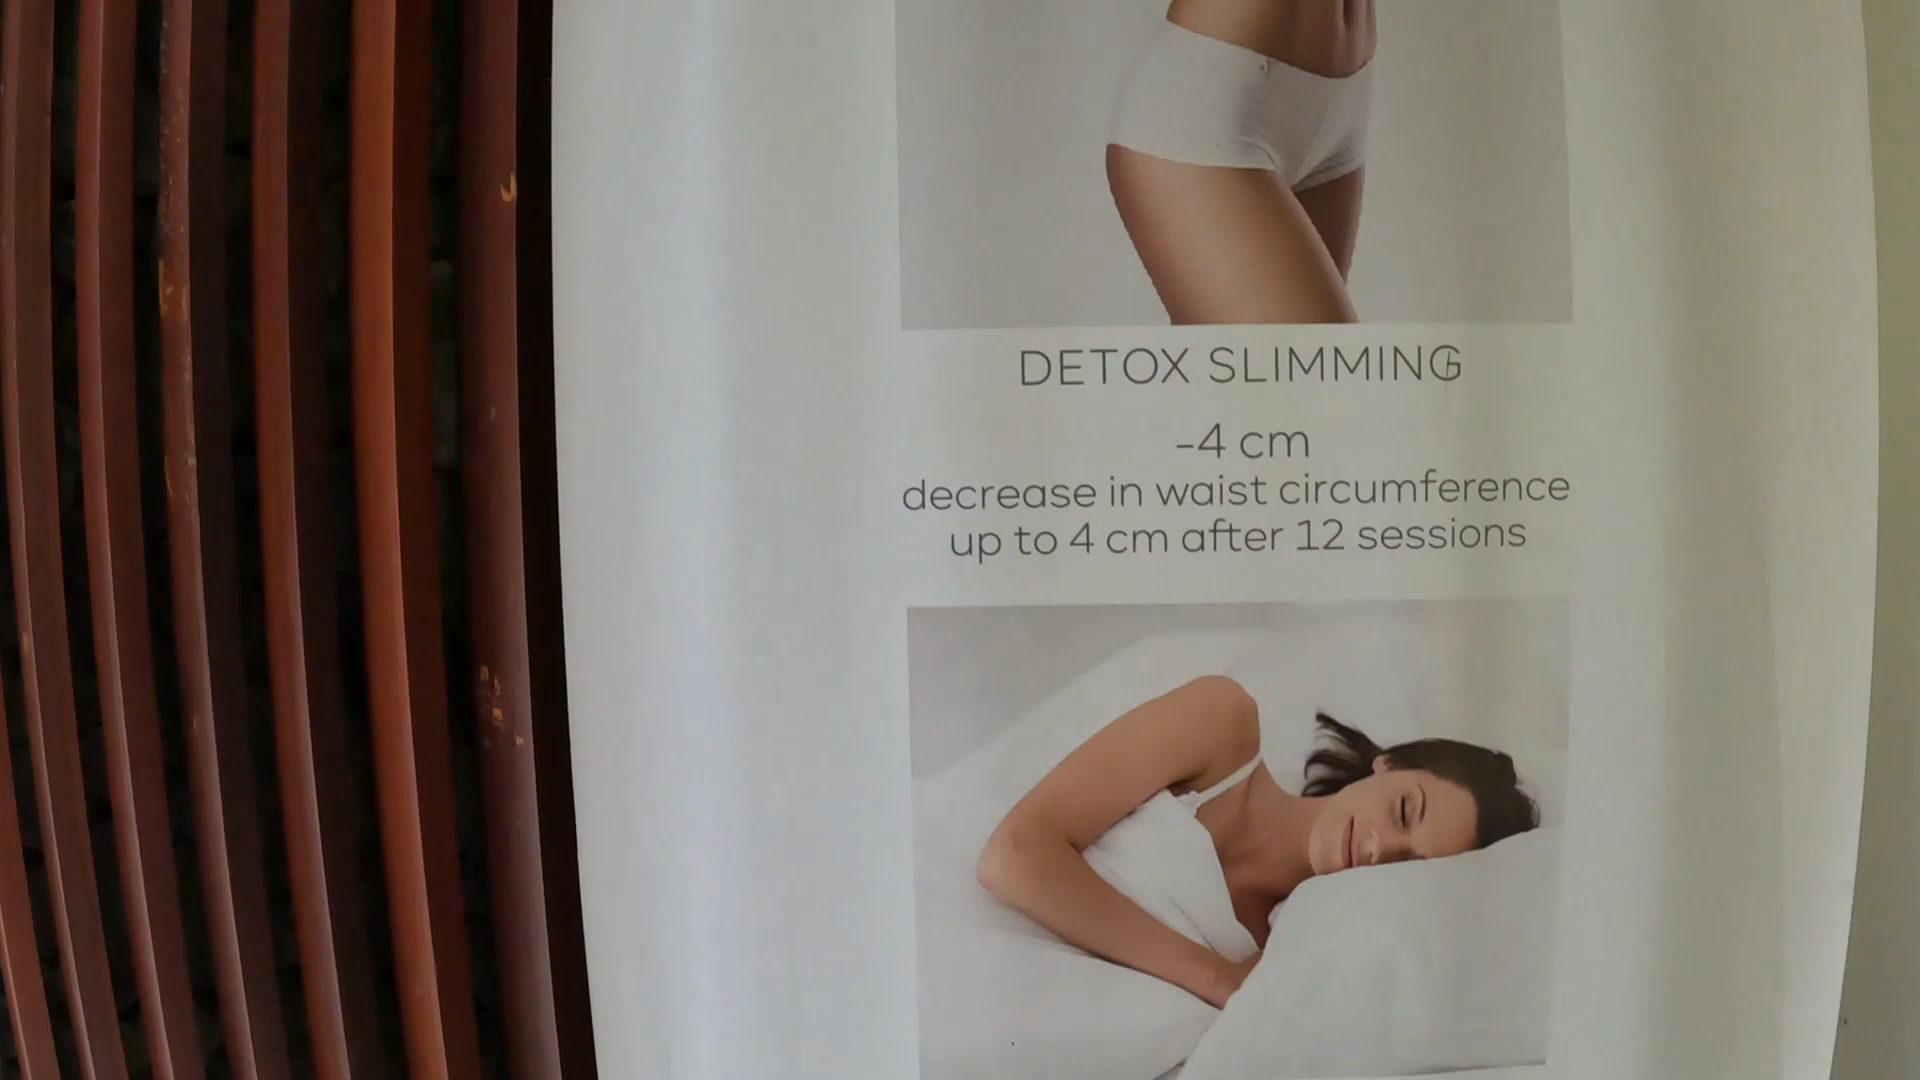 DETOX SLIMMING
-4 cm
decrease in waist circumference
up to 4 cm after 12 sessions